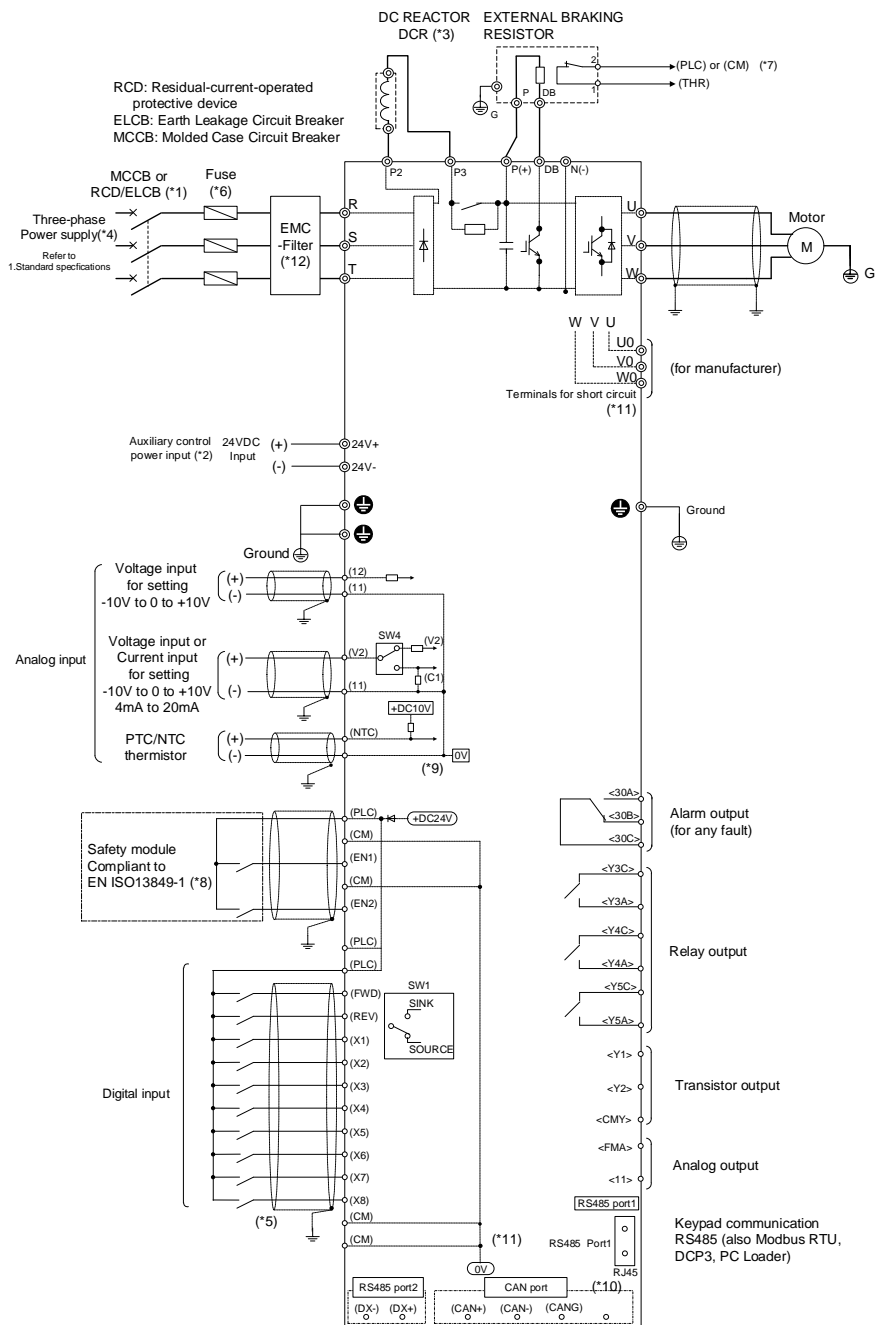 DC REACTOR
DCR (*3)
EXTERNAL BRAKING
RESISTOR
2
(PLC) or (CM) (*7)
1
(THR)
P
DB
G
RCD: Residual-current-operated
protective device
ELCB: Earth Leakage Circuit Breaker
MCCB: Molded Case Circuit Breaker
P2
P3
P(+)
DB
N(-)
MCCB or
RCD/ELCB (*1)
Fuse
(*6)
Three-phase
Power supply(*4)
Refer to
1.Standard specfications
EMC
-Filter
(*12)
R
S
T
U
V
W
Motor
M
G
W V U
U0
V0
W0
(for manufacturer)
Terminals for short circuit
(*11)
Auxiliary control
power input (*2)
24VDC
Input
(+)
(-)
24V+
24V-
Ground
Ground
Analog input
Voltage input
for setting
-10V to 0 to +10V
(+)
(-)
(12)
(11)
Voltage input or
Current input
for setting
-10V to 0 to +10V
4mA to 20mA
(+)
(-)
(V2)
(11)
SW4
(V2)
(C1)
+DC10V
PTC/NTC
thermistor
(+)
(-)
(NTC)
(*9)
0V
Safety module
Compliant to
EN ISO13849-1 (*8)
(PLC)
+DC24V
(CM)
(EN1)
(CM)
(EN2)
(PLC)
(PLC)
<30A>
<30B>
<30C>
Alarm output
(for any fault)
<Y3C>
<Y3A>
<Y4C>
<Y4A>
<Y5C>
<Y5A>
Relay output
Digital input
(FWD)
(REV)
(X1)
(X2)
(X3)
(X4)
(X5)
(X6)
(X7)
(X8)
(*5)
(CM)
(CM)
SW1
SINK
SOURCE
<Y1>
<Y2>
<CMY>
Transistor output
<FMA>
<11>
Analog output
RS485 port1
RS485 Port1
RJ45
Keypad communication
RS485 (also Modbus RTU,
DCP3, PC Loader)
(*11)
0V
(*10)
RS485 port2
(DX-) (DX+)
CAN port
(CAN+) (CAN-) (CANG)